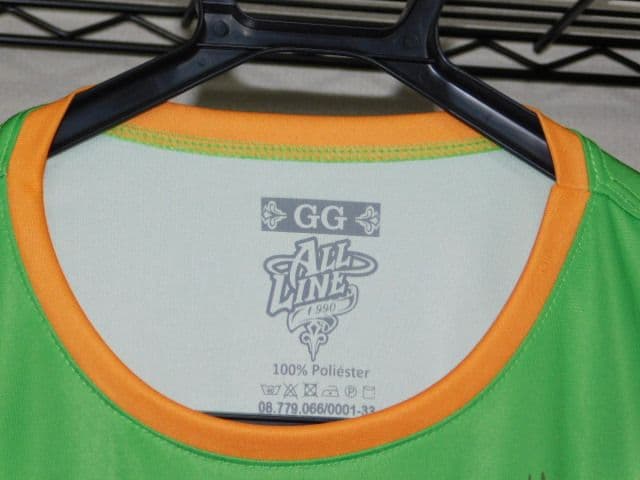 GG
ALL
LINE
1990
100% Poliéster
08.779.066/0001-33